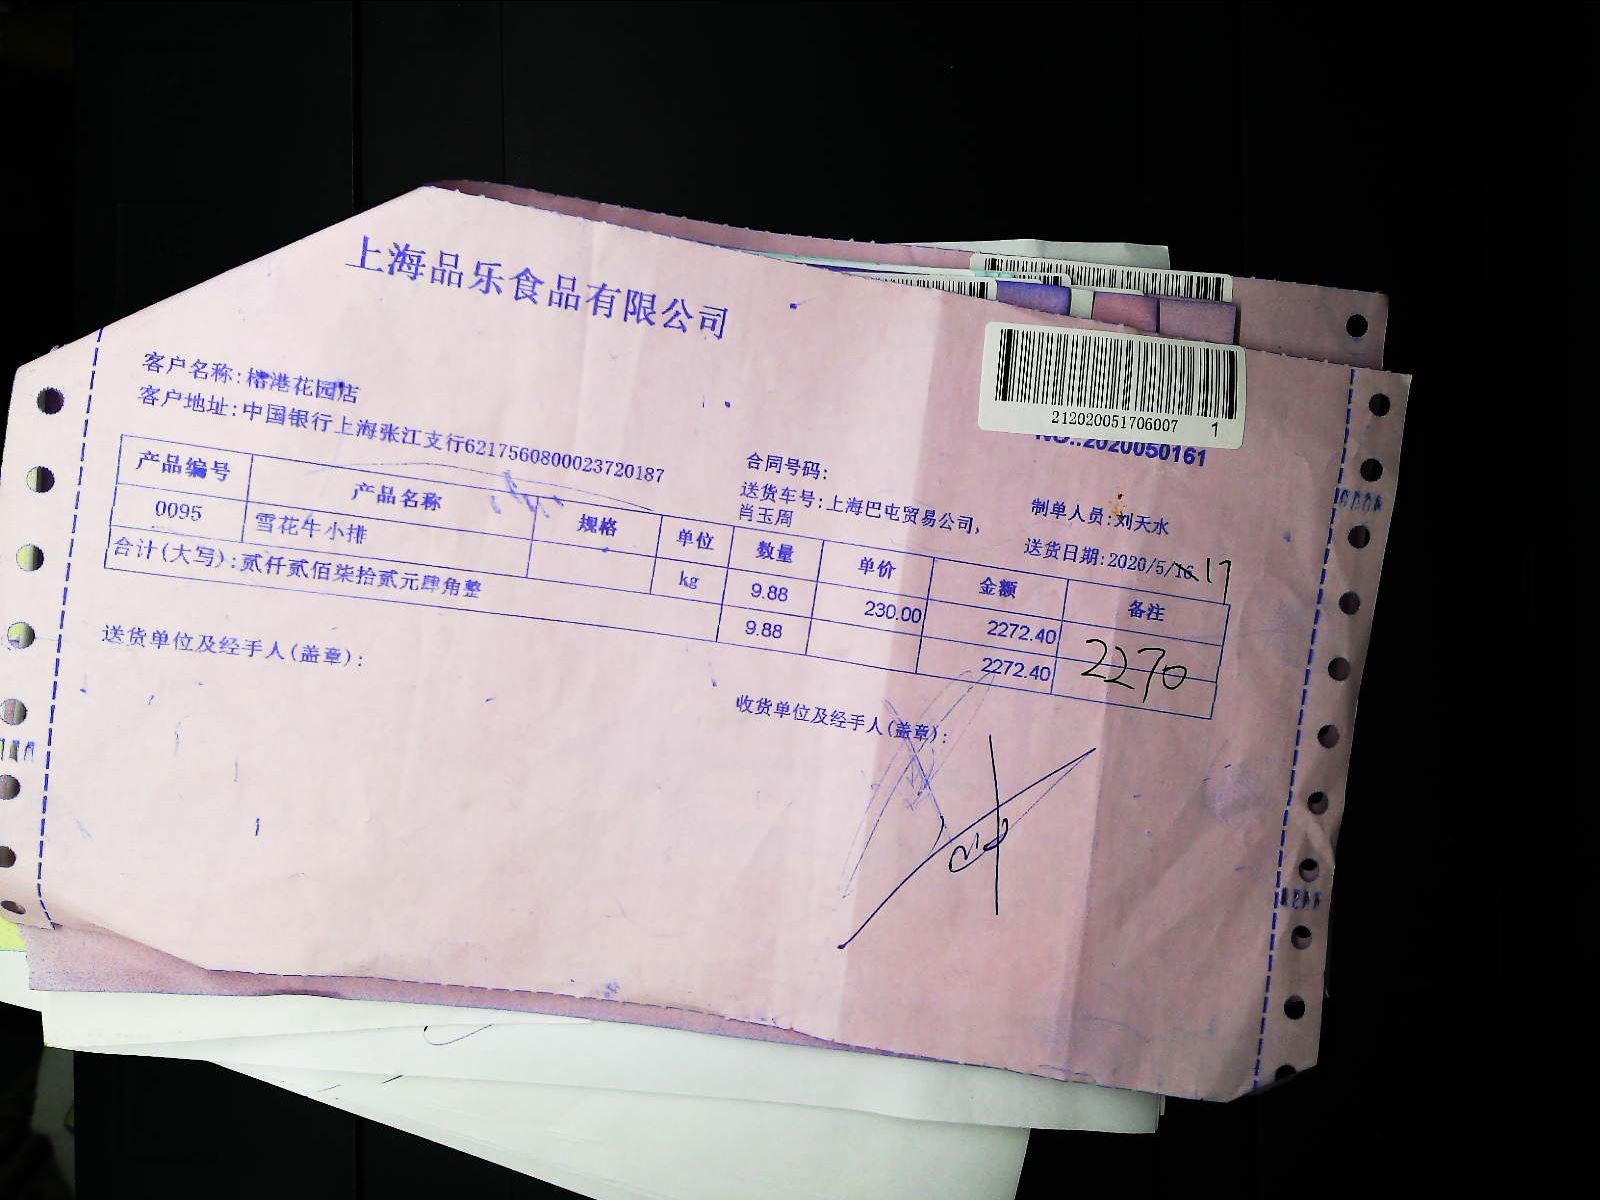 上海品乐食品有限公司
212020051706007 1
NO.:2020050161
客户名称:榙港花园店
客户地址:中国银行上海张江支行6217560800023720187
合同号码:
送货车号:上海巴屯贸易公司,
肖玉周
制单人员:刘天水
送货日期:2020/5/16 17
产品编号 产品名称 规格 单位 数量 单价 金额 备注
0095 雪花牛小排 kg 9.88 230.00 2272.40
合计(大写):贰仟贰佰柒拾贰元肆角整 9.88 2272.40 2270
送货单位及经手人(盖章):
收货单位及经手人(盖章):